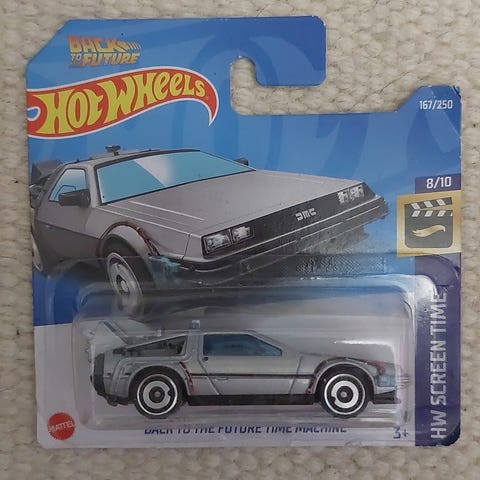 BACK
TO THE
FUTURE
HOT WHEELS
167/250
8/10
DMC
HW SCREEN TIME
MATTEL
BACK TO THE FUTURE TIME MACHINE
3+